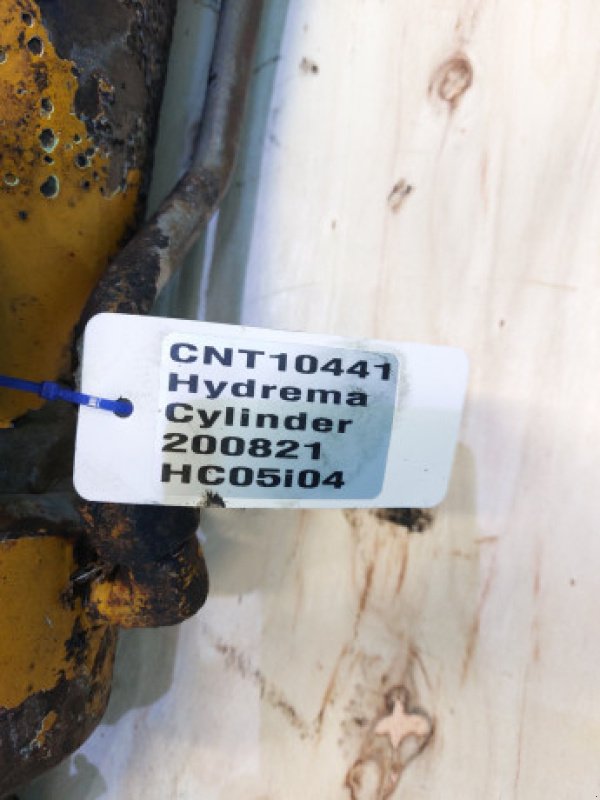 CNT10441
Hydrema
Cylinder
200821
HC05i04